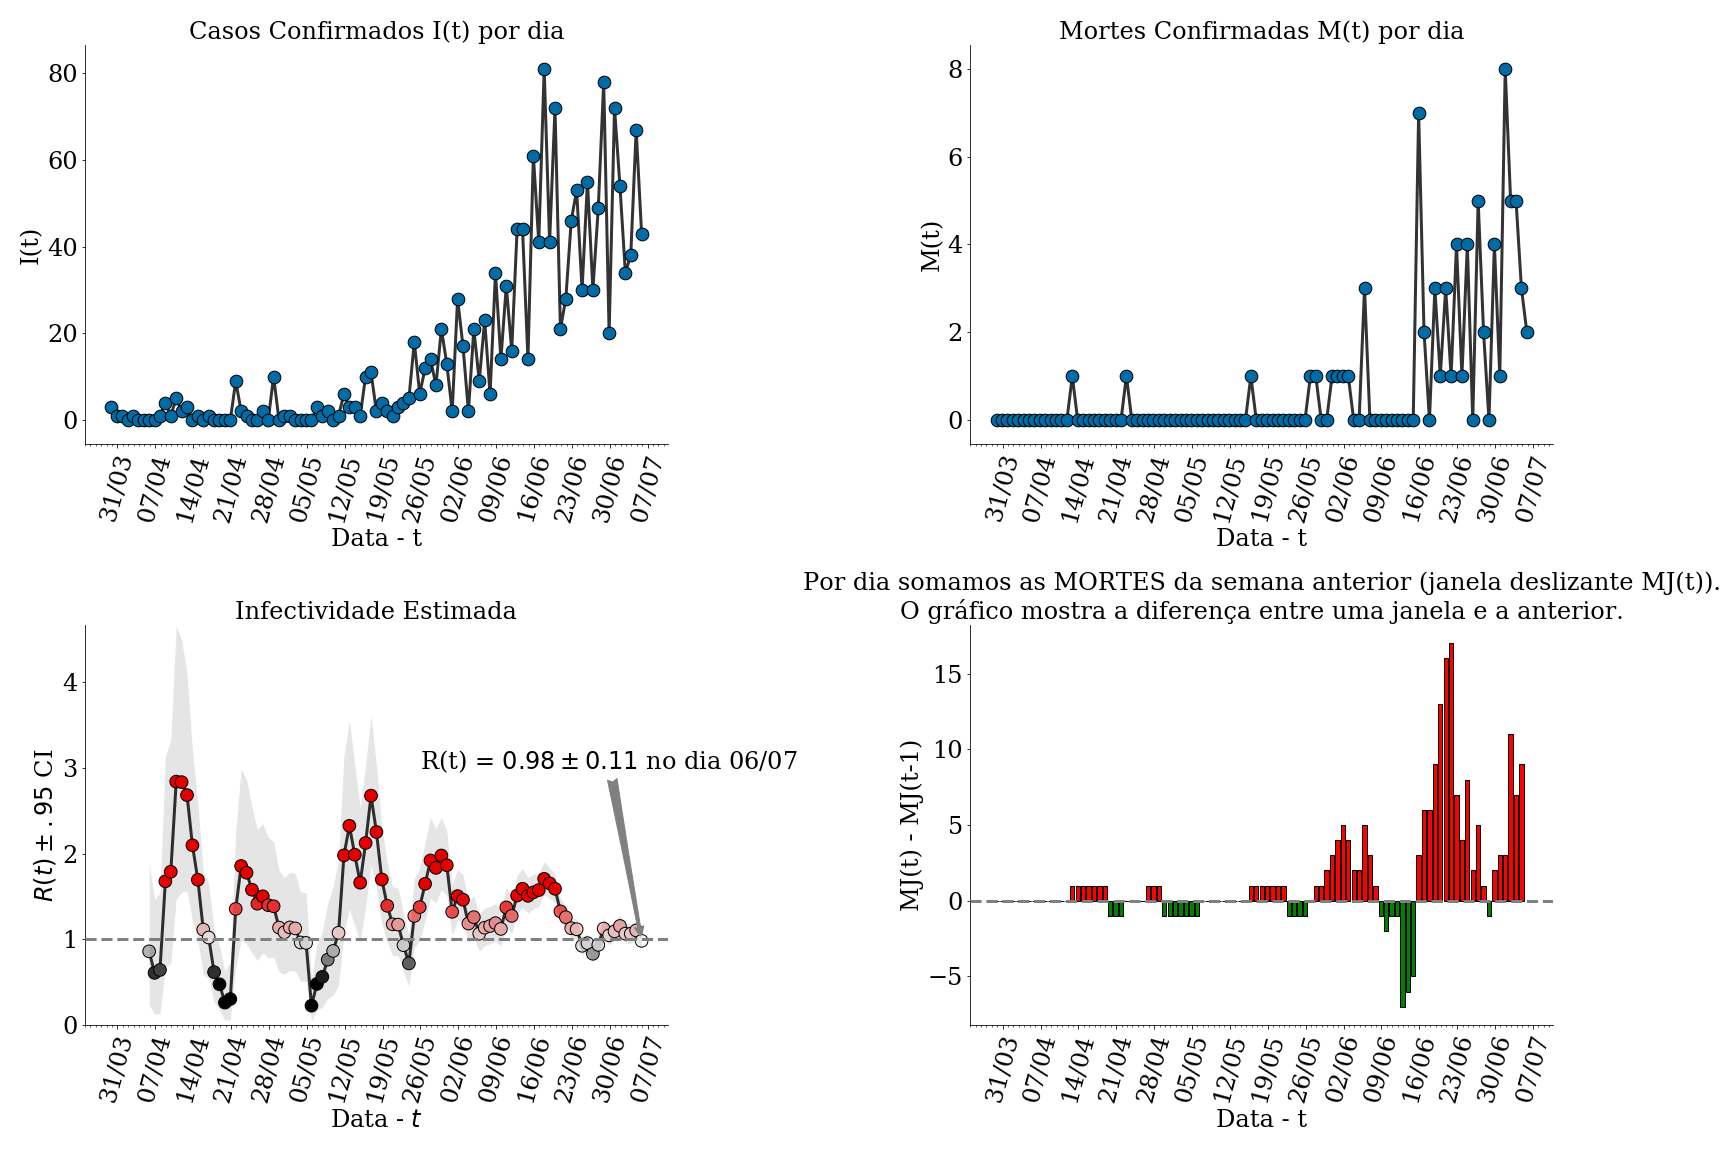 Casos Confirmados I(t) por dia
I(t)
80
60
40
20
0
31/03 07/04 14/04 21/04 28/04 05/05 12/05 19/05 26/05 02/06 09/06 16/06 23/06 30/06 07/07
Data - t
Mortes Confirmadas M(t) por dia
M(t)
8
6
4
2
0
31/03 07/04 14/04 21/04 28/04 05/05 12/05 19/05 26/05 02/06 09/06 16/06 23/06 30/06 07/07
Data - t
Infectividade Estimada
R(t) ± .95 CI
4
3
2
1
0
R(t) = 0.98 ± 0.11 no dia 06/07
31/03 07/04 14/04 21/04 28/04 05/05 12/05 19/05 26/05 02/06 09/06 16/06 23/06 30/06 07/07
Data - t
Por dia somamos as MORTES da semana anterior (janela deslizante MJ(t)).
O gráfico mostra a diferença entre uma janela e a anterior.
MJ(t) - MJ(t-1)
15
10
5
0
−5
31/03 07/04 14/04 21/04 28/04 05/05 12/05 19/05 26/05 02/06 09/06 16/06 23/06 30/06 07/07
Data - t